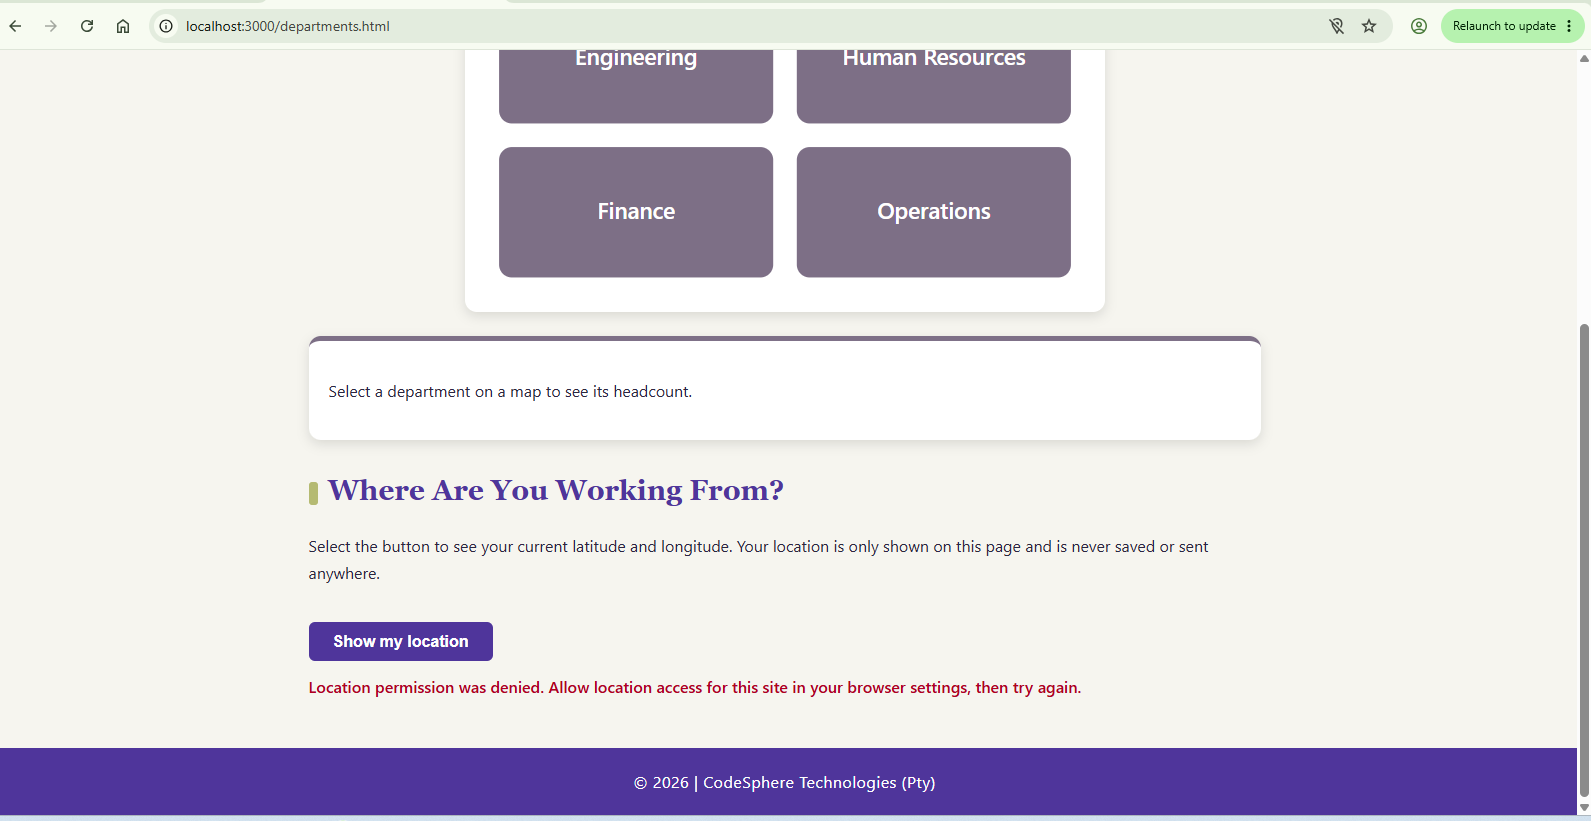 localhost:3000/departments.html
Relaunch to update
Engineering
Human Resources
Finance
Operations
Select a department on a map to see its headcount.
Where Are You Working From?
Select the button to see your current latitude and longitude. Your location is only shown on this page and is never saved or sent
anywhere.
Show my location
Location permission was denied. Allow location access for this site in your browser settings, then try again.
© 2026 | CodeSphere Technologies (Pty)